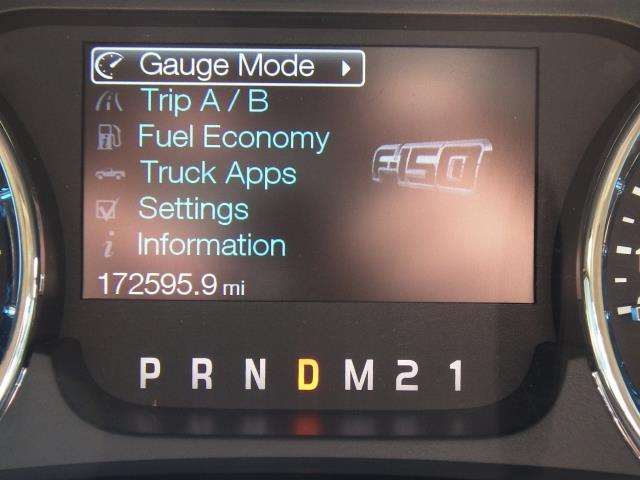 Gauge Mode
Trip A / B
Fuel Economy
Truck Apps
Settings
Information
F-150
172595.9 mi
P R N D M 2 1